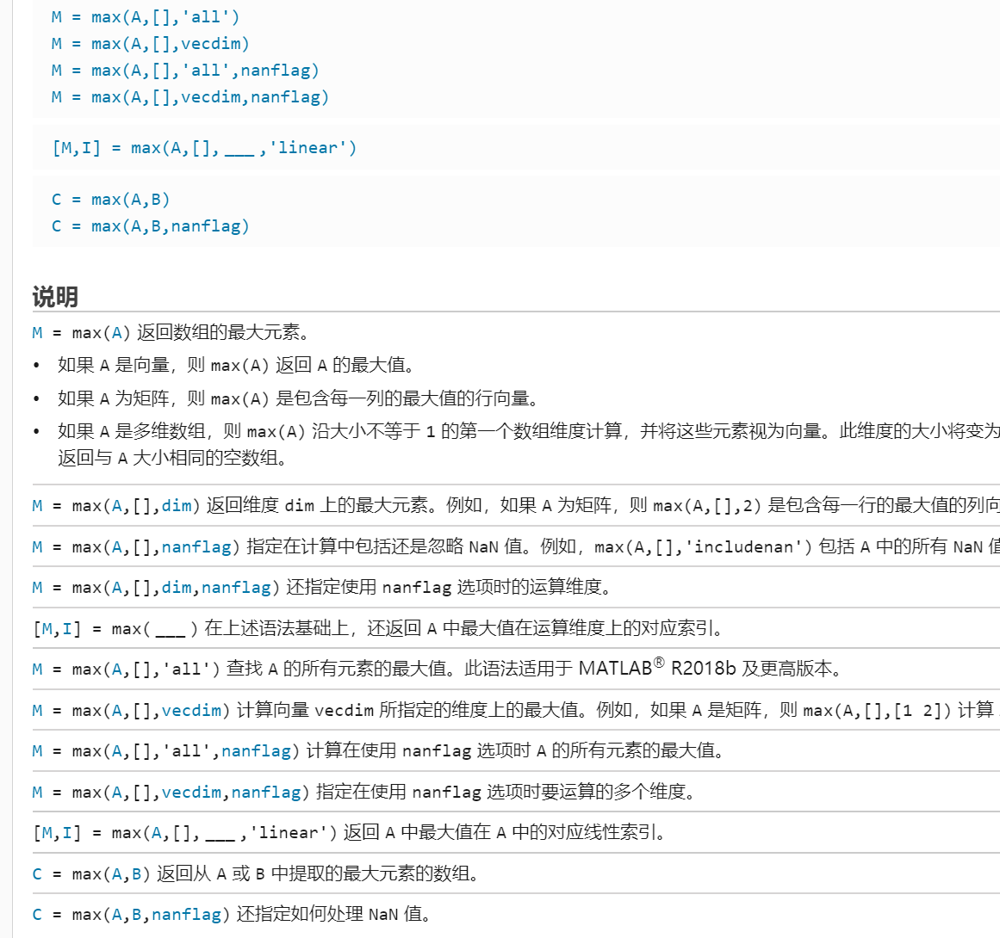 M = max(A,[],'all')
M = max(A,[],vecdim)
M = max(A,[],'all',nanflag)
M = max(A,[],vecdim,nanflag)
[M,I] = max(A,[],___,'linear')
C = max(A,B)
C = max(A,B,nanflag)
说明
M = max(A) 返回数组的最大元素。
• 如果 A 是向量，则 max(A) 返回 A 的最大值。
• 如果 A 为矩阵，则 max(A) 是包含每一列的最大值的行向量。
• 如果 A 是多维数组，则 max(A) 沿大小不等于 1 的第一个数组维度计算，并将这些元素视为向量。此维度的大小将变为
返回与 A 大小相同的空数组。
M = max(A,[],dim) 返回维度 dim 上的最大元素。例如，如果 A 为矩阵，则 max(A,[],2) 是包含每一行的最大值的列向
M = max(A,[],nanflag) 指定在计算中包括还是忽略 NaN 值。例如，max(A,[],'includenan') 包括 A 中的所有 NaN 值
M = max(A,[],dim,nanflag) 还指定使用 nanflag 选项时的运算维度。
[M,I] = max(___) 在上述语法基础上，还返回 A 中最大值在运算维度上的对应索引。
M = max(A,[],'all') 查找 A 的所有元素的最大值。此语法适用于 MATLAB® R2018b 及更高版本。
M = max(A,[],vecdim) 计算向量 vecdim 所指定的维度上的最大值。例如，如果 A 是矩阵，则 max(A,[],[1 2]) 计算
M = max(A,[],'all',nanflag) 计算在使用 nanflag 选项时 A 的所有元素的最大值。
M = max(A,[],vecdim,nanflag) 指定在使用 nanflag 选项时要运算的多个维度。
[M,I] = max(A,[],___,'linear') 返回 A 中最大值在 A 中的对应线性索引。
C = max(A,B) 返回从 A 或 B 中提取的最大元素的数组。
C = max(A,B,nanflag) 还指定如何处理 NaN 值。